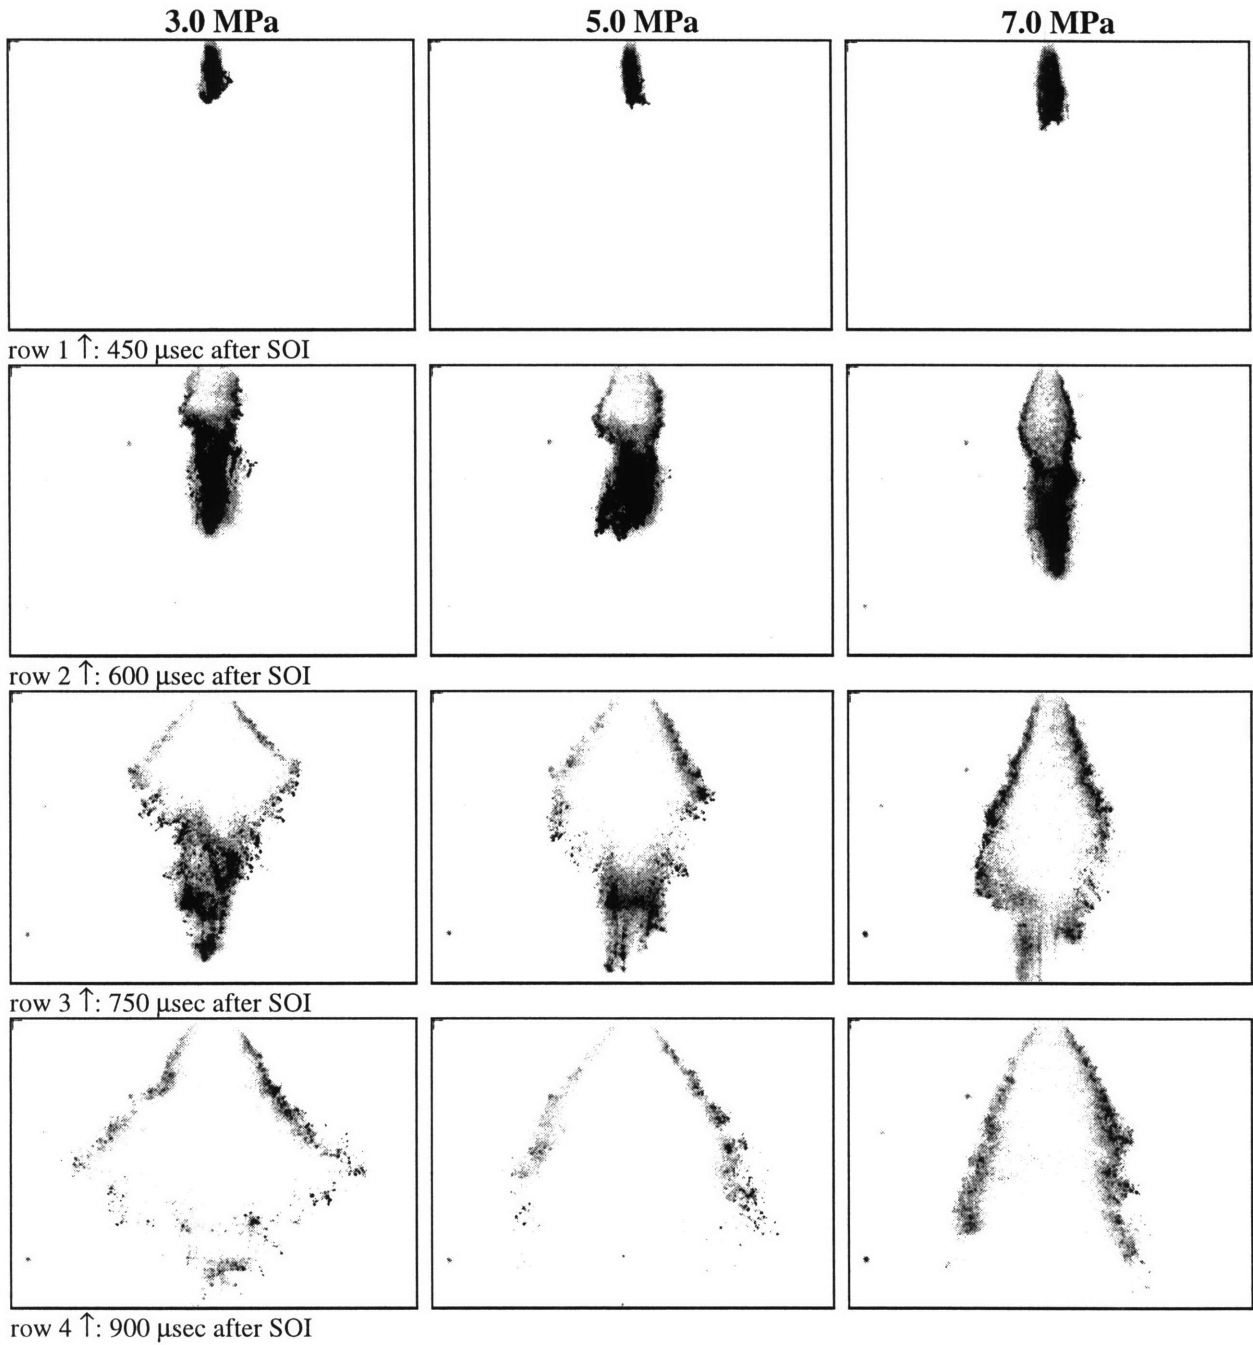 3.0 MPa 5.0 MPa 7.0 MPa
row 1 ↑: 450 μsec after SOI
row 2 ↑: 600 μsec after SOI
row 3 ↑: 750 μsec after SOI
row 4 ↑: 900 μsec after SOI